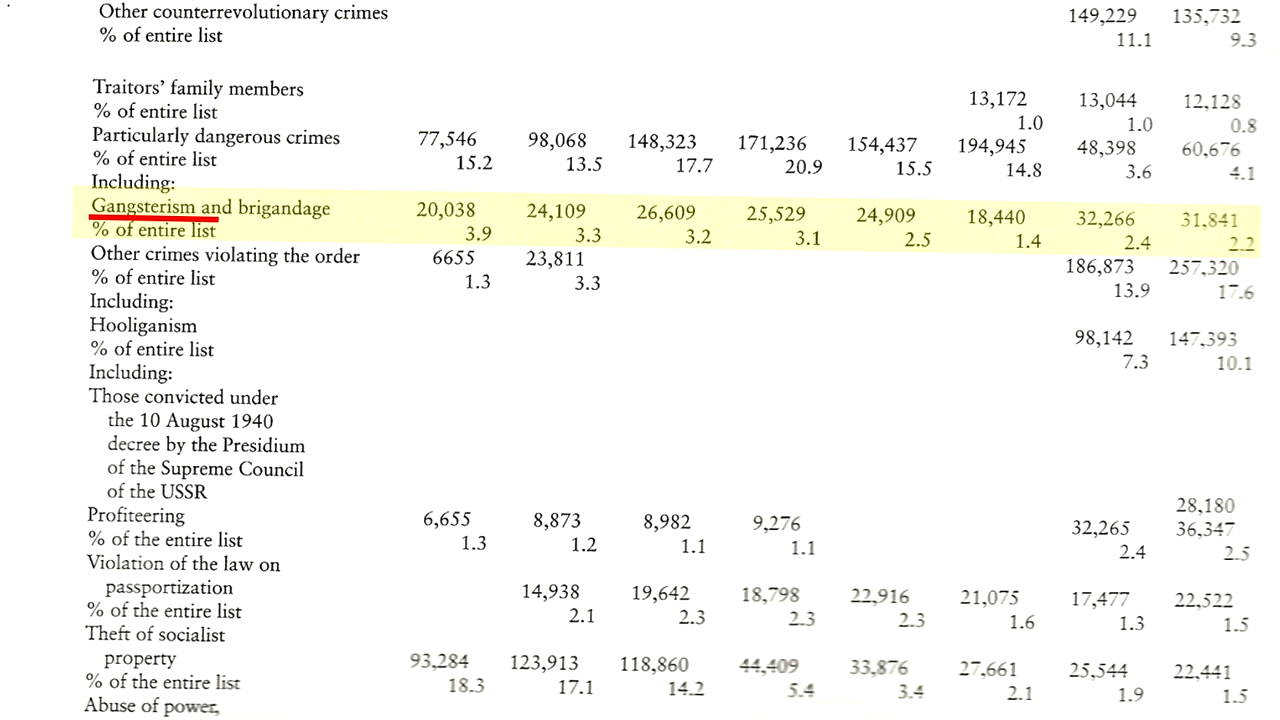 Other counterrevolutionary crimes 149,229 135,732
% of entire list 11.1 9.3
Traitors' family members 13,172 13,044 12,128
% of entire list 1.0 1.0 0.8
Particularly dangerous crimes 77,546 98,068 148,323 171,236 154,437 194,945 48,398 60,676
% of entire list 15.2 13.5 17.7 20.9 15.5 14.8 3.6 4.1
Including:
Gangsterism and brigandage 20,038 24,109 26,609 25,529 24,909 18,440 32,266 31,841
% of entire list 3.9 3.3 3.2 3.1 2.5 1.4 2.4 2.2
Other crimes violating the order 6655 23,811 186,873 257,320
% of entire list 1.3 3.3 13.9 17.6
Including:
Hooliganism 98,142 147,393
% of entire list 7.3 10.1
Including:
Those convicted under
the 10 August 1940
decree by the Presidium
of the Supreme Council
of the USSR 28,180
Profiteering 6,655 8,873 8,982 9,276 32,265 36,347
% of the entire list 1.3 1.2 1.1 1.1 2.4 2.5
Violation of the law on
passportization 14,938 19,642 18,798 22,916 21,075 17,477 22,522
% of the entire list 2.1 2.3 2.3 2.3 1.6 1.3 1.5
Theft of socialist
property 93,284 123,913 118,860 44,409 33,876 27,661 25,544 22,441
% of the entire list 18.3 17.1 14.2 5.4 3.4 2.1 1.9 1.5
Abuse of power,